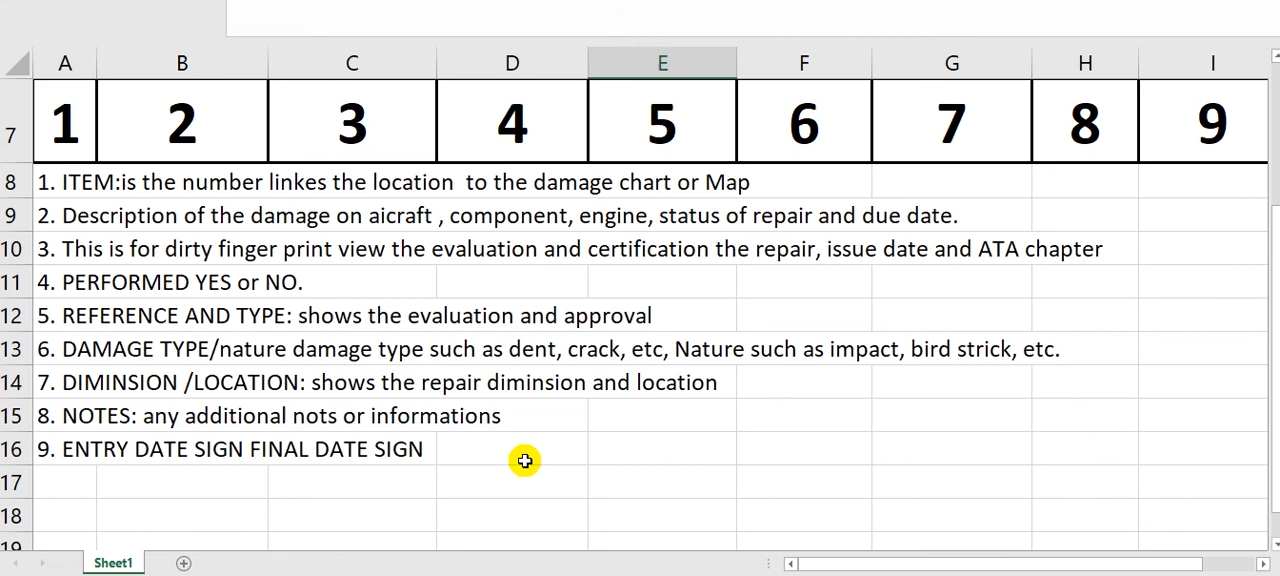 A B C D E F G H I
7 1 2 3 4 5 6 7 8 9
8 1. ITEM:is the number linkes the location  to the damage chart or Map
9 2. Description of the damage on aicraft , component, engine, status of repair and due date.
10 3. This is for dirty finger print view the evaluation and certification the repair, issue date and ATA chapter
11 4. PERFORMED YES or NO.
12 5. REFERENCE AND TYPE: shows the evaluation and approval
13 6. DAMAGE TYPE/nature damage type such as dent, crack, etc, Nature such as impact, bird strick, etc.
14 7. DIMINSION /LOCATION: shows the repair diminsion and location
15 8. NOTES: any additional nots or informations
16 9. ENTRY DATE SIGN FINAL DATE SIGN
17
18
19
Sheet1